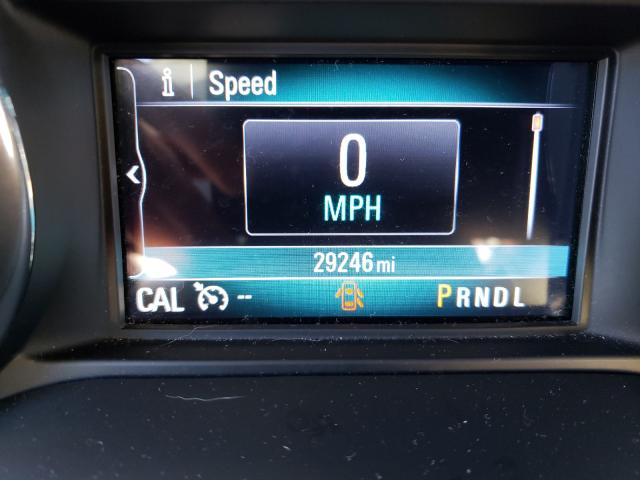 i | Speed
0
MPH
29246 mi
CAL -- PRNDL